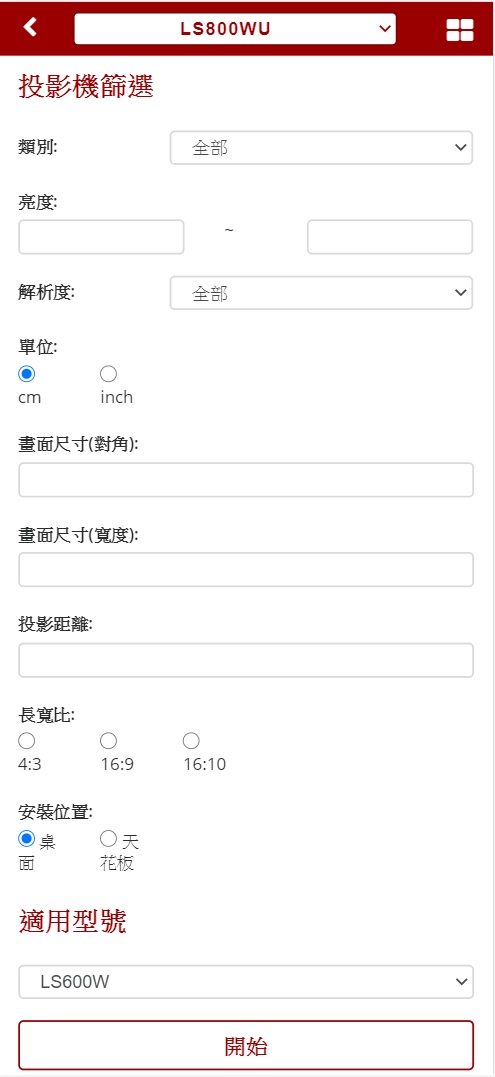 LS800WU
投影機篩選
類別: 全部
亮度:
~
解析度: 全部
單位:
cm inch
畫面尺寸(對角):
畫面尺寸(寬度):
投影距離:
長寬比:
4:3 16:9 16:10
安裝位置:
桌 天
面 花板
適用型號
LS600W
開始